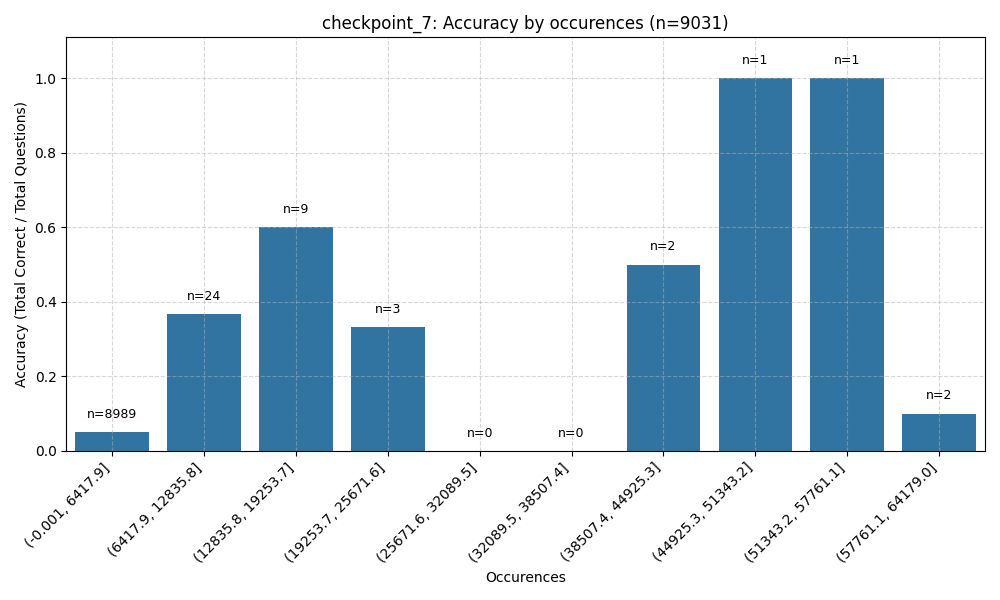 checkpoint_7: Accuracy by occurences (n=9031)
Accuracy (Total Correct / Total Questions)
1.0
0.8
0.6
0.4
0.2
0.0
n=8989
n=24
n=9
n=3
n=0
n=0
n=2
n=1
n=1
n=2
(-0.001, 6417.9]
(6417.9, 12835.8]
(12835.8, 19253.7]
(19253.7, 25671.6]
(25671.6, 32089.5]
(32089.5, 38507.4]
(38507.4, 44925.3]
(44925.3, 51343.2]
(51343.2, 57761.1]
(57761.1, 64179.0]
Occurences